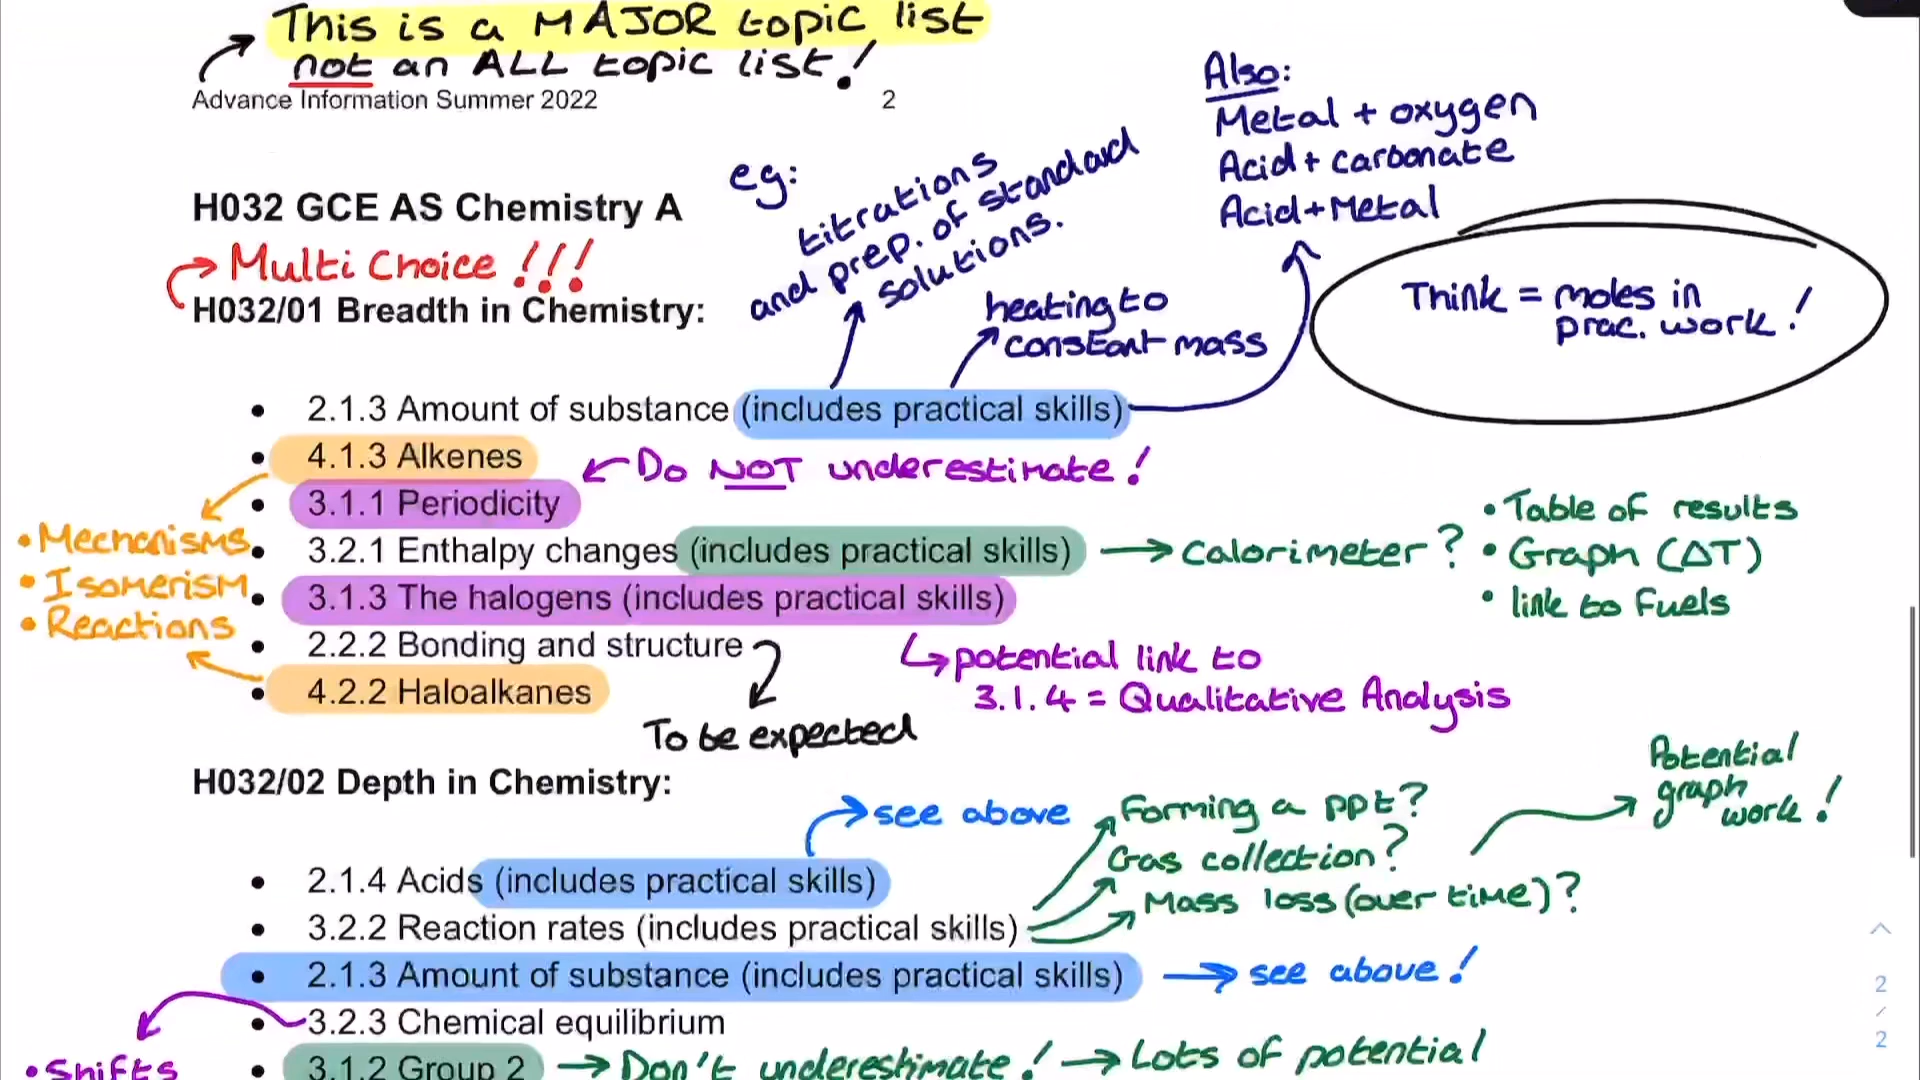 This is a MAJOR topic list
not an ALL topic list!
Advance Information Summer 2022
2
Also:
Metal + oxygen
Acid + carbonate
Acid + Metal
H032 GCE AS Chemistry A
eg:
titrations
and prep. of standard
solutions.
Multi Choice !!!
H032/01 Breadth in Chemistry:
heating to
constant mass
Think = moles in
prac. work!
• 2.1.3 Amount of substance (includes practical skills)
• 4.1.3 Alkenes
Do NOT underestimate!
• 3.1.1 Periodicity
• Mechanisms
• Isomerism
• Reactions
• 3.2.1 Enthalpy changes (includes practical skills)
Calorimeter?
• Table of results
• Graph (ΔT)
• link to Fuels
• 3.1.3 The halogens (includes practical skills)
• 2.2.2 Bonding and structure
potential link to
3.1.4 = Qualitative Analysis
• 4.2.2 Haloalkanes
To be expected
H032/02 Depth in Chemistry:
see above
Forming a ppt?
Gas collection?
Mass loss (over time)?
Potential
graph
work!
• 2.1.4 Acids (includes practical skills)
• 3.2.2 Reaction rates (includes practical skills)
• 2.1.3 Amount of substance (includes practical skills)
see above!
• 3.2.3 Chemical equilibrium
• Shifts
• 3.1.2 Group 2
Don't underestimate!
Lots of potential
2
/
2